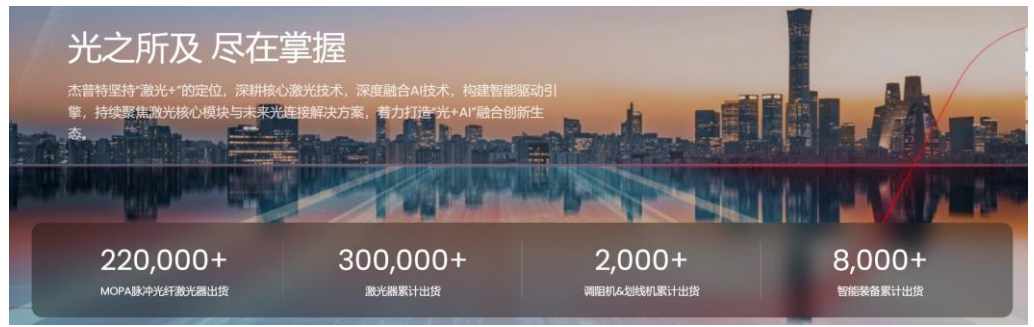 光之所及 尽在掌握
杰普特坚持“激光+”的定位，深耕核心激光技术，深度融合AI技术，构建智能驱动引
擎，持续聚焦激光核心模块与未来光连接解决方案，着力打造“光+AI”融合创新生
态。
220,000+
300,000+
2,000+
8,000+
MOPA脉冲光纤激光器出货
激光器累计出货
调阻机&划线机累计出货
智能装备累计出货